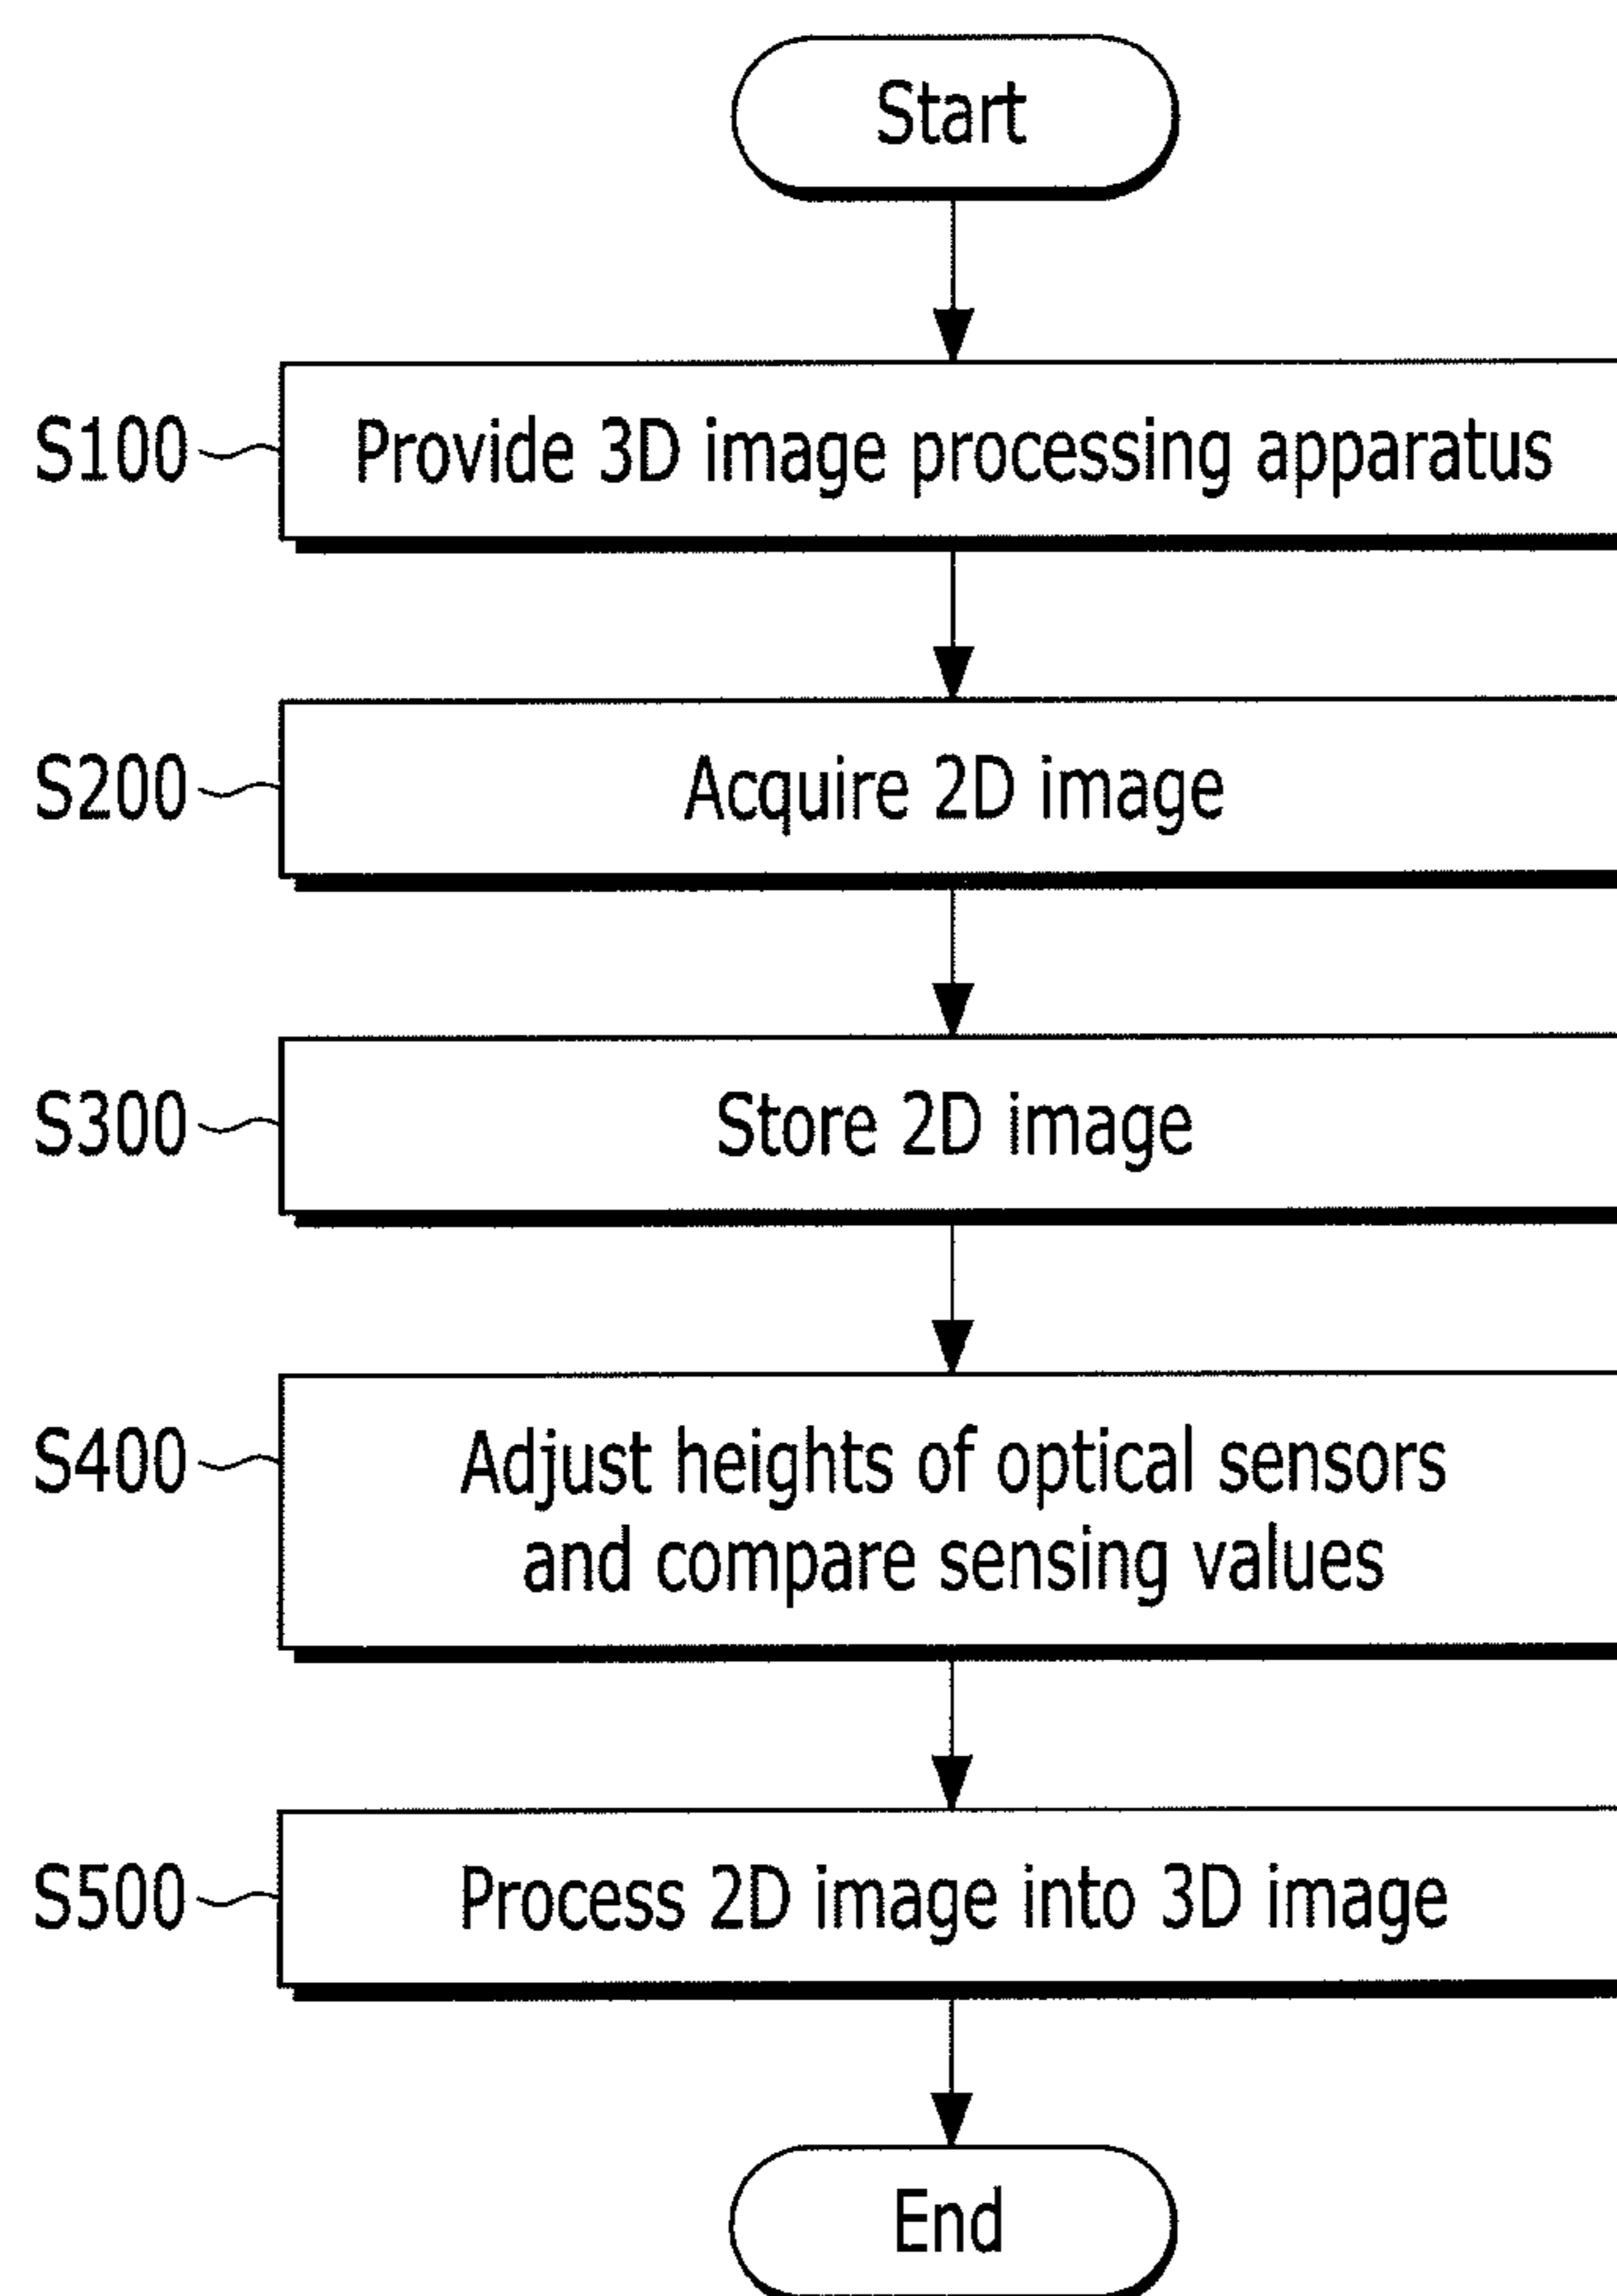 Start
S100 Provide 3D image processing apparatus
S200 Acquire 2D image
S300 Store 2D image
S400 Adjust heights of optical sensors
and compare sensing values
S500 Process 2D image into 3D image
End